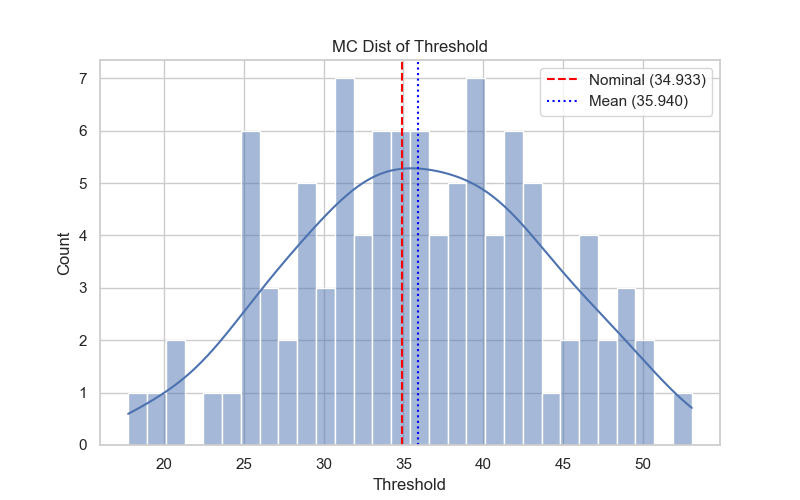 MC Dist of Threshold
Nominal (34.933)
Mean (35.940)
Count
7
6
5
4
3
2
1
0
20 25 30 35 40 45 50
Threshold